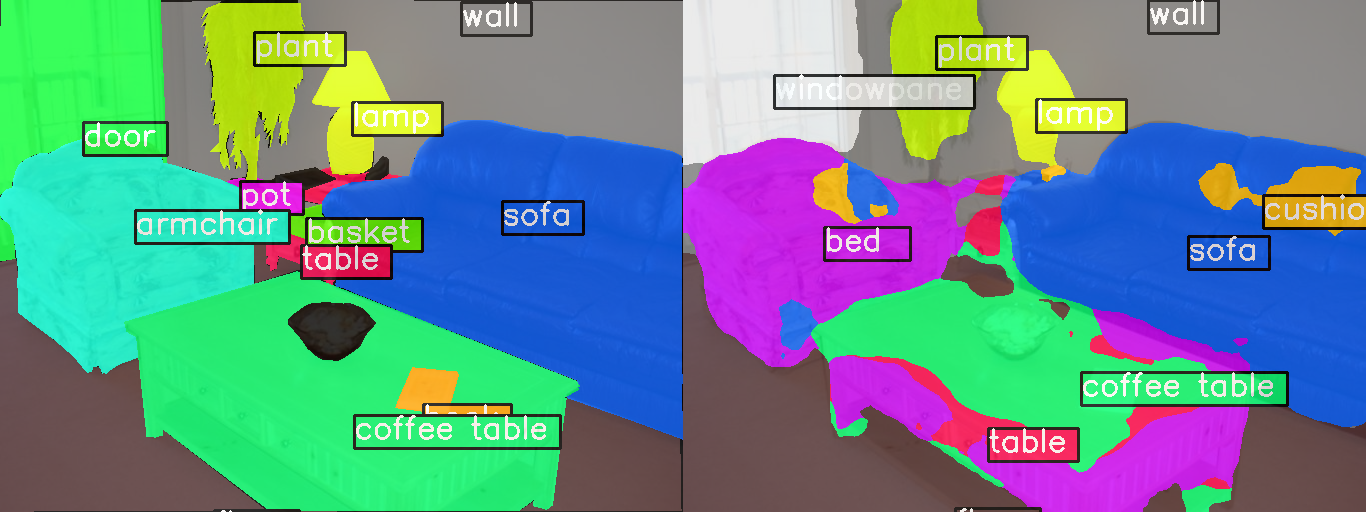 wall
plant
lamp
door
pot
armchair
sofa
basket
table
coffee table
wall
plant
windowpane
lamp
cushio
bed
sofa
coffee table
table